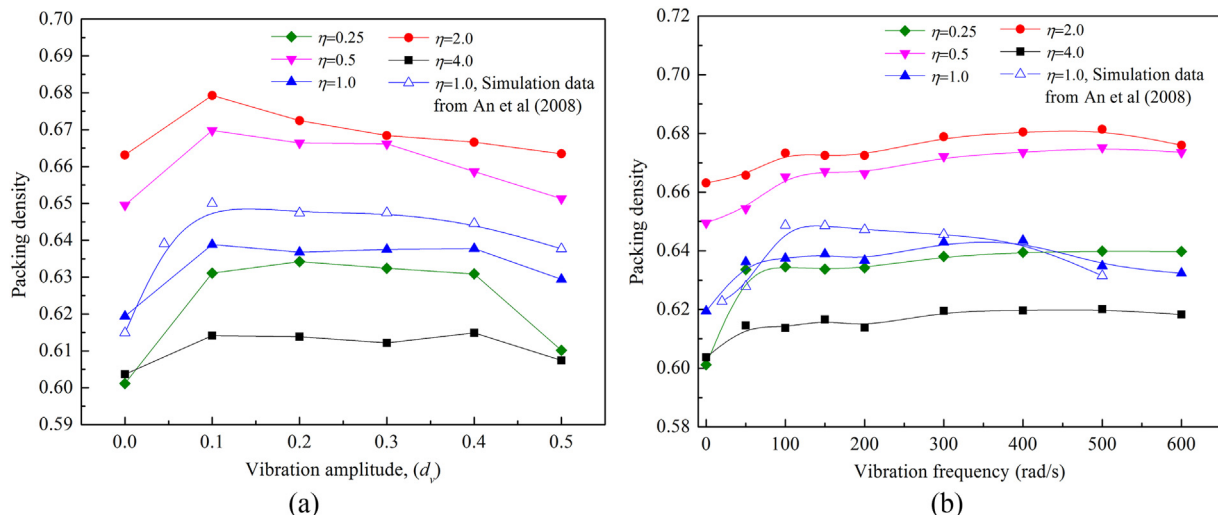 0.70
0.69
0.68
0.67
0.66
0.65
0.64
0.63
0.62
0.61
0.60
0.59
Packing density
(a)
η=0.25
η=2.0
η=0.5
η=4.0
η=1.0
η=1.0, Simulation data
from An et al (2008)
0.0
0.1
0.2
0.3
0.4
0.5
Vibration amplitude, (dv)
(a)
0.72
0.70
0.68
0.66
0.64
0.62
0.60
0.58
Packing density
(b)
η=0.25
η=2.0
η=0.5
η=4.0
η=1.0
η=1.0, Simulation data
from An et al (2008)
0
100
200
300
400
500
600
Vibration frequency (rad/s)
(b)